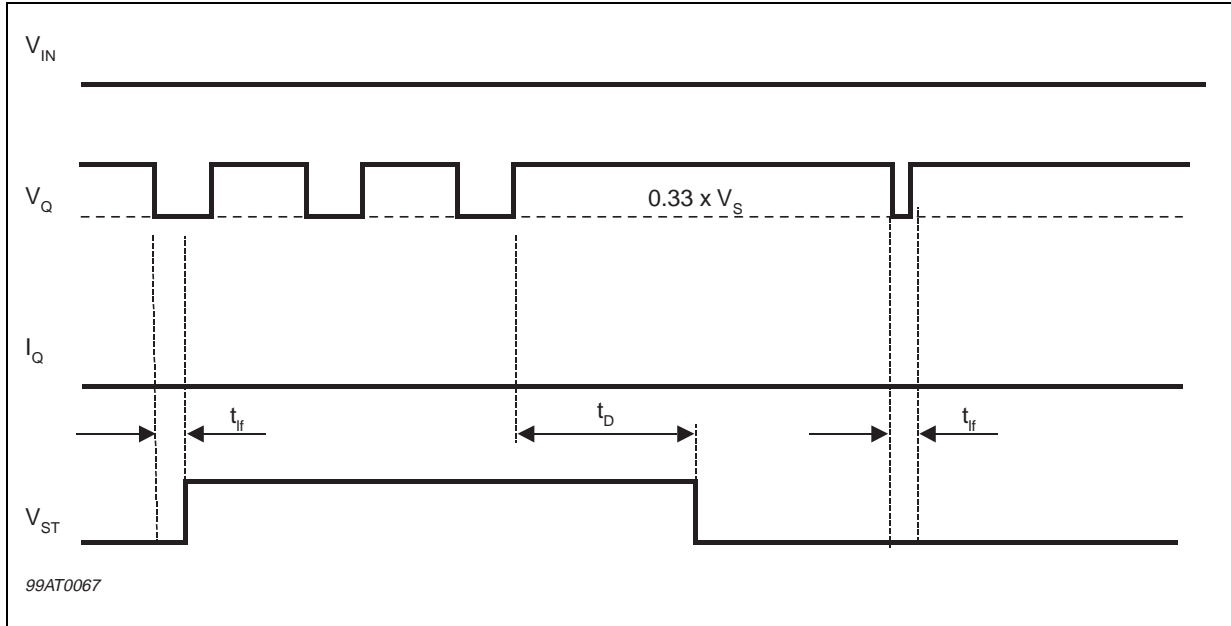 V_IN
V_Q
0.33 x V_S
I_Q
t_lf
t_D
t_lf
V_ST
99AT0067